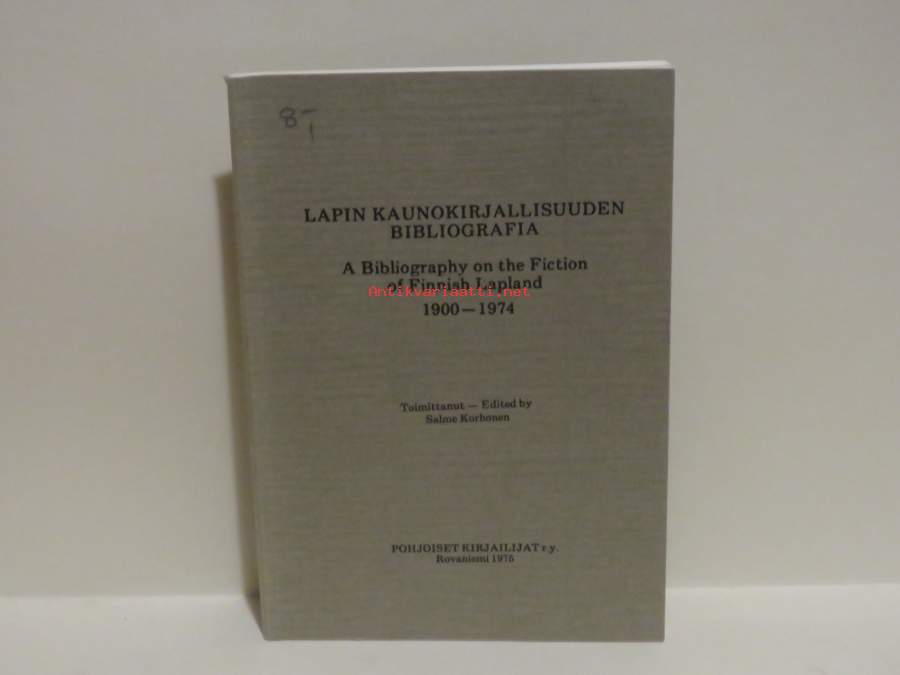 8,-
LAPIN KAUNOKIRJALLISUUDEN
BIBLIOGRAFIA
A Bibliography on the Fiction
of Finnish Lapland
Antikvariaatti.net
1900—1974
Toimittanut — Edited by
Salme Korhonen
POHJOISET KIRJAILIJAT r.y.
Rovaniemi 1975